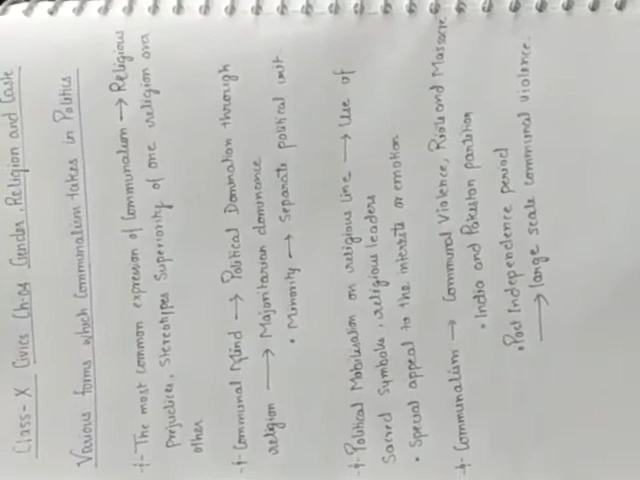 Class- X Civics Ch-04 Gender, Religion and Caste
Various forms which Communalism takes in Politics
-|- The most common expression of Communalism → Religious
Prejudices, Stereotypes Superiority of one religion over
other
-|- Communal Mind → Political Domination through
religion → Majoritarian dominence
• Minority → Separate political unit.
-|- Political Mobilisation on religious line → Use of
Sacred Symbols, religious leaders
• Special appeal to the interests or emotion
-|- Communalism → Communal Violence, Riots and Massacre
• India and Pakistan partition
• Post Independence period
→ large scale communal violence.